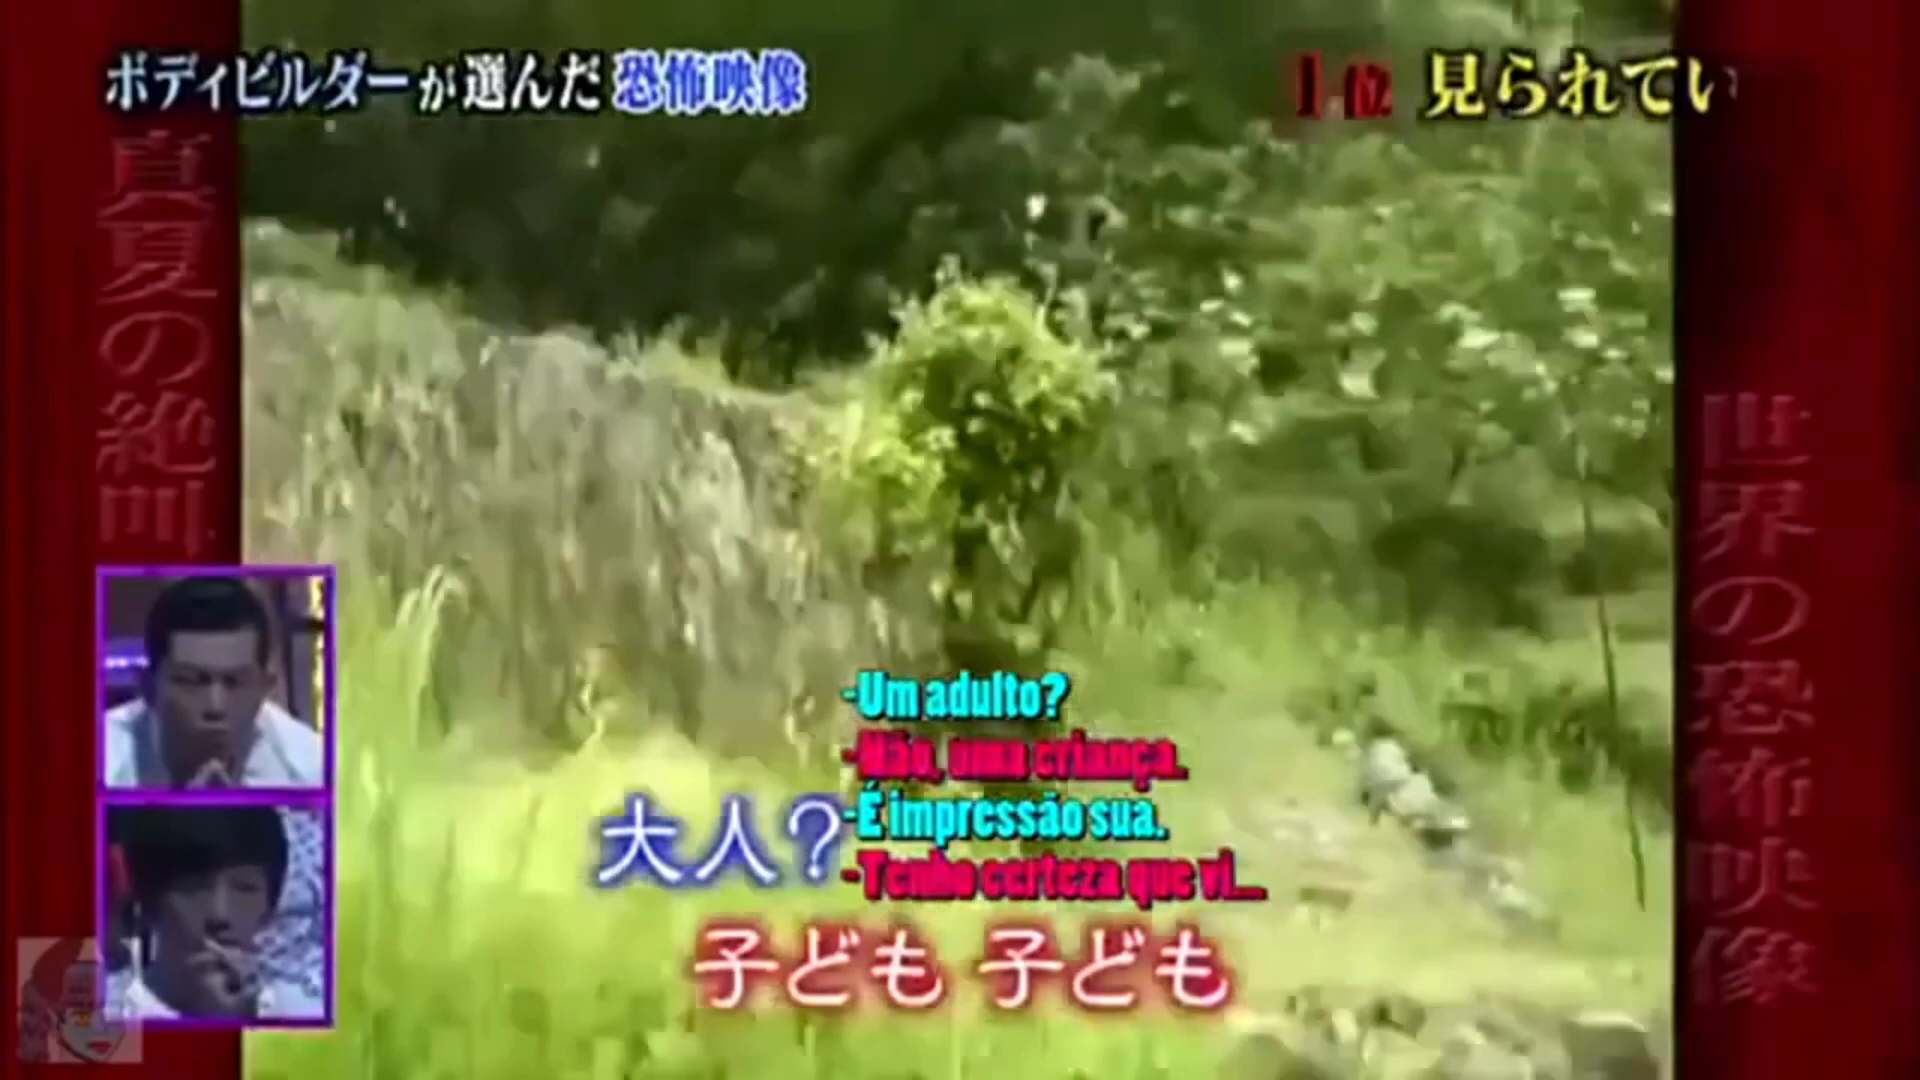 ボディビルダーが選んだ恐怖映像
1位 見られてい
真夏の絶叫
世界の恐怖映像
-Um adulto?
-Não, uma criança.
-É impressão sua.
-Tenho certeza que vi...
大人?
子ども 子ども